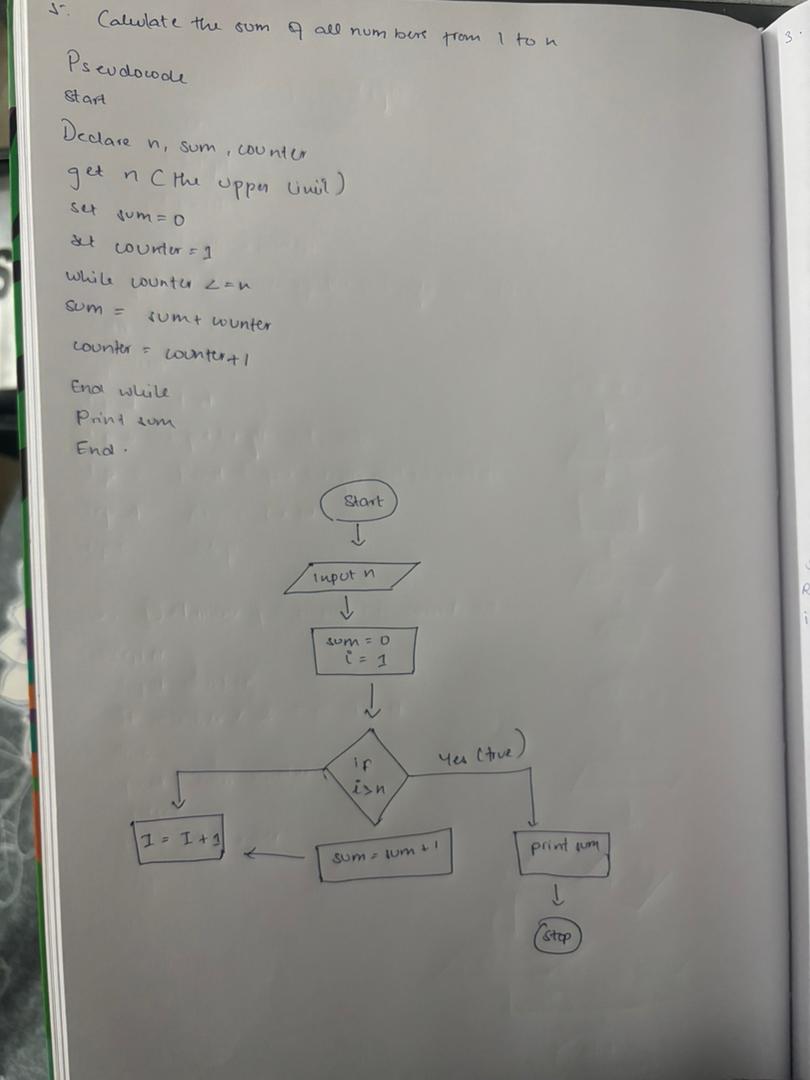 5.
Calculate the sum of all numbers from 1 to n
Pseudocode
Start
Declare n, sum, counter
get n (the upper limit)
set sum = 0
set counter = 1
while counter <= n
sum = sum + counter
counter = counter + 1
End while
Print sum
End.
Start
input n
sum = 0
i = 1
if
i>n
Yes (true)
I = I + 1
sum = sum + 1
print sum
Stop
3.